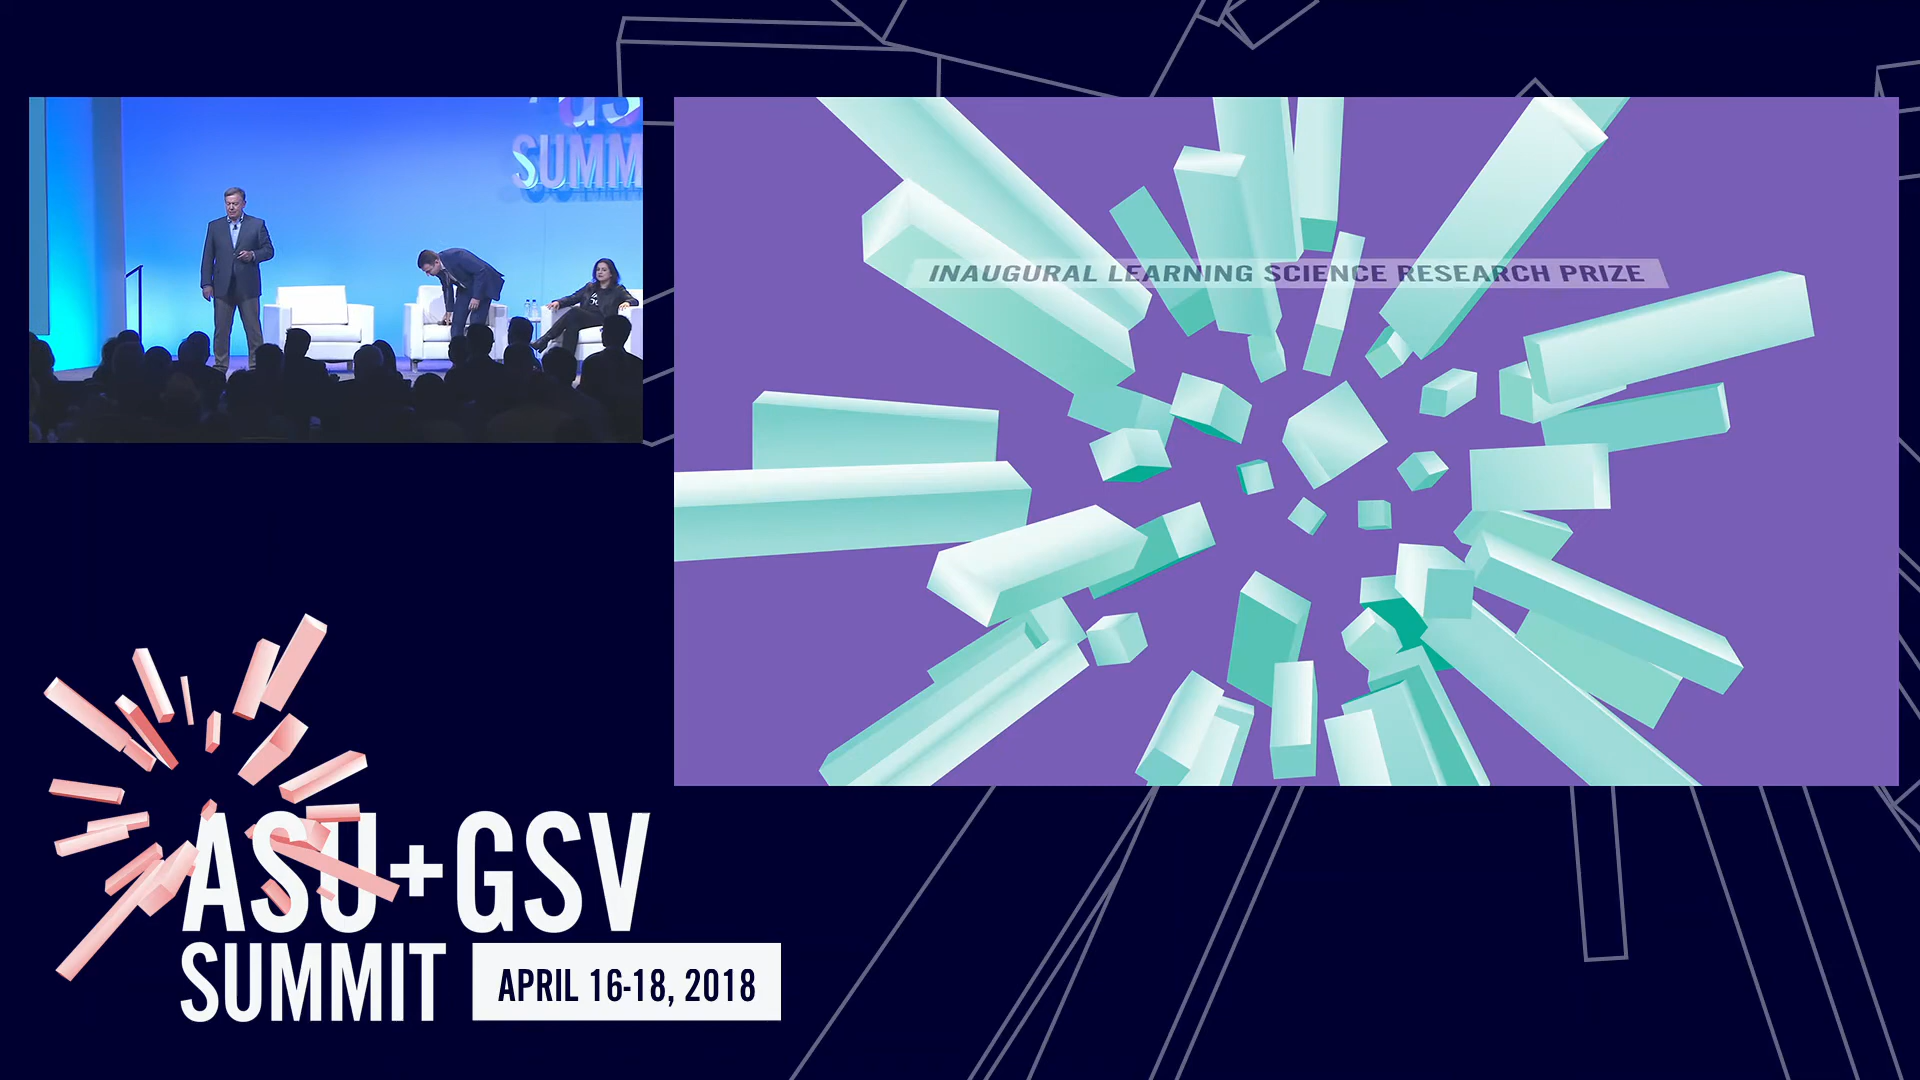 SUMM
INAUGURAL LEARNING SCIENCE RESEARCH PRIZE
ASU+GSV
SUMMIT
APRIL 16-18, 2018